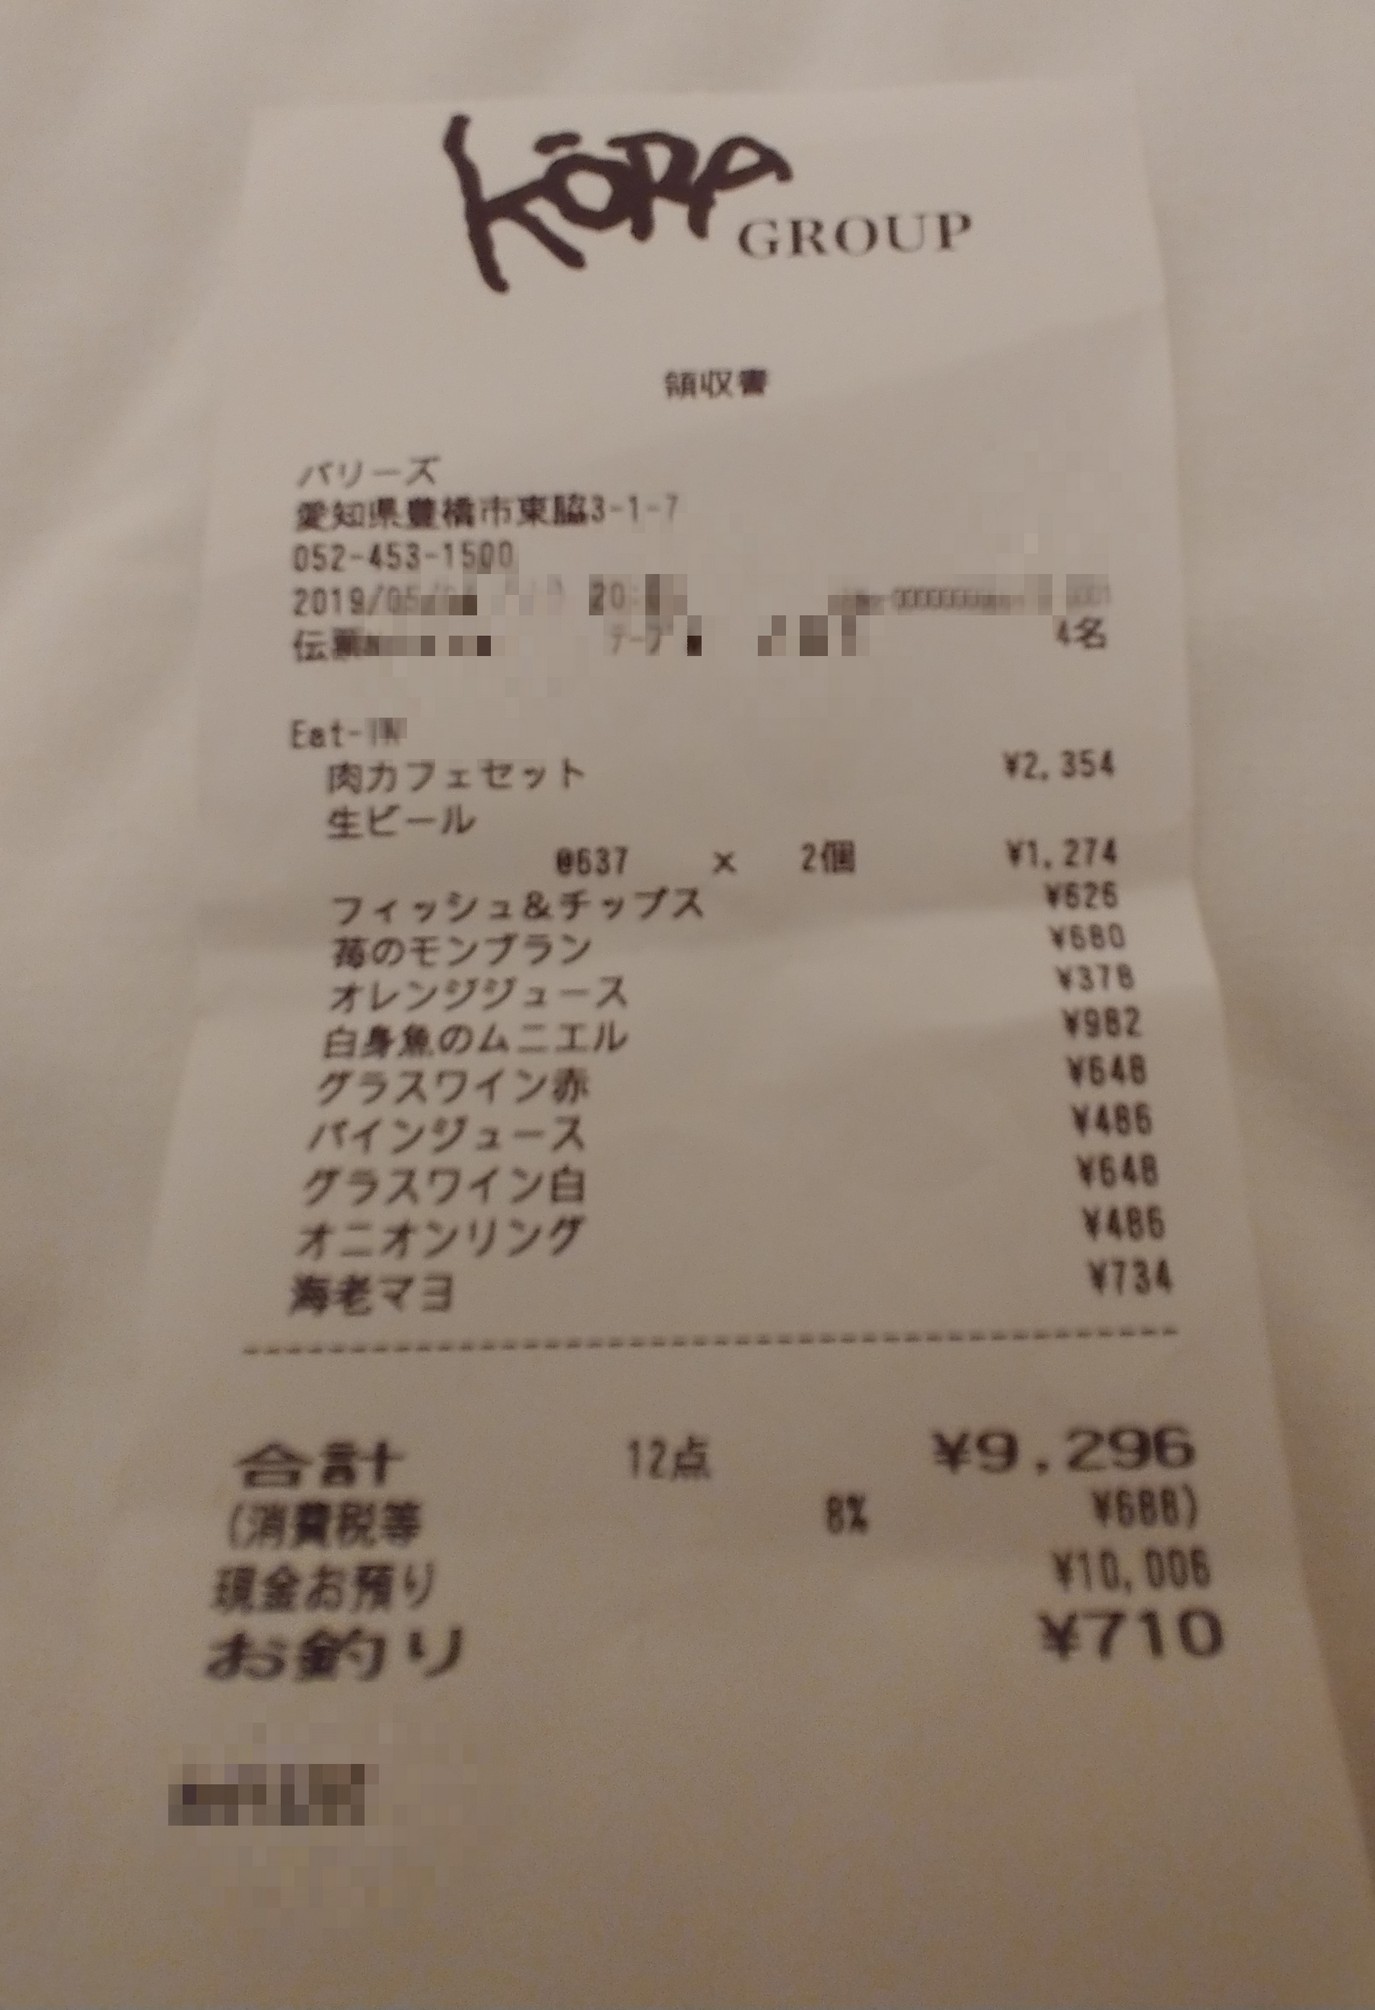 KōRA GROUP
領収書
バリーズ
愛知県豊橋市東脇3-1-7
052-453-1500
2019/05
伝票 4名
Eat-IN
肉カフェセット ¥2,354
生ビール
@637 x 2個 ¥1,274
フィッシュ&チップス ¥626
苺のモンブラン ¥680
オレンジジュース ¥378
白身魚のムニエル ¥982
グラスワイン赤 ¥648
パインジュース ¥486
グラスワイン白 ¥648
オニオンリング ¥486
海老マヨ ¥734
合計 12点 ¥9,296
(消費税等 8% ¥688)
現金お預り ¥10,006
お釣り ¥710